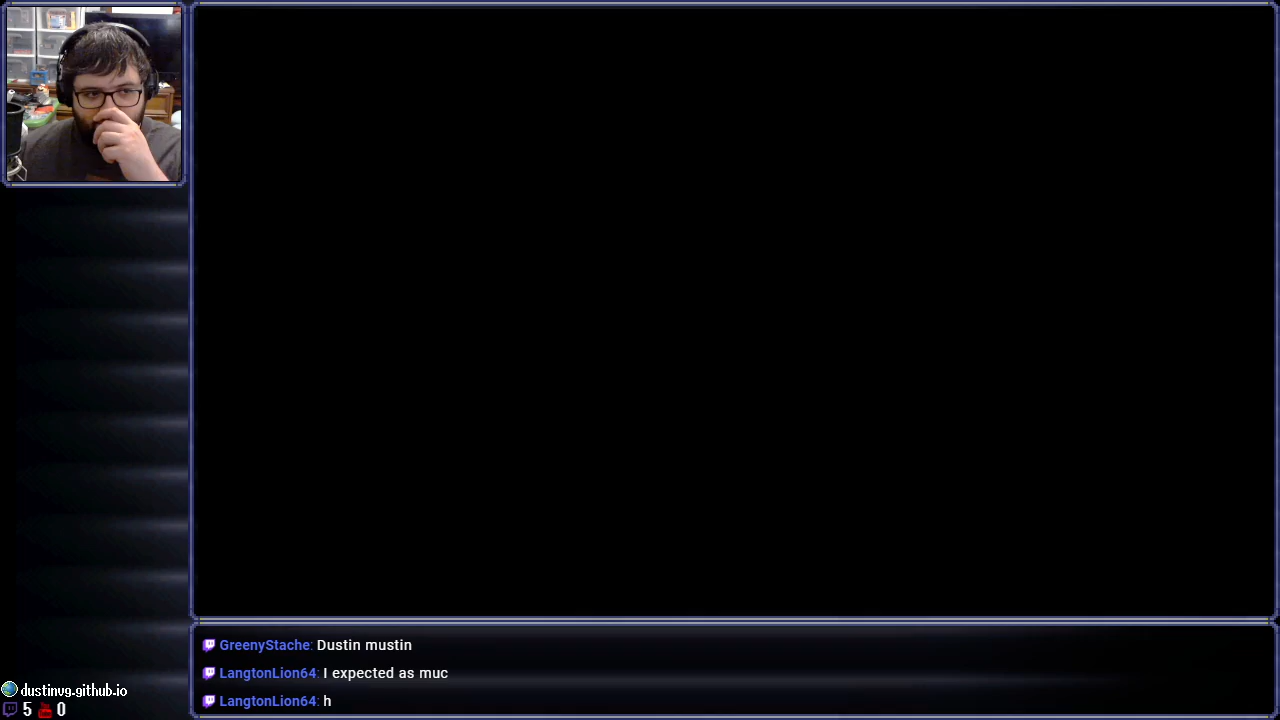 GreenyStache: Dustin mustin
LangtonLion64: I expected as muc
LangtonLion64: h
dustinvg.github.io
5 0